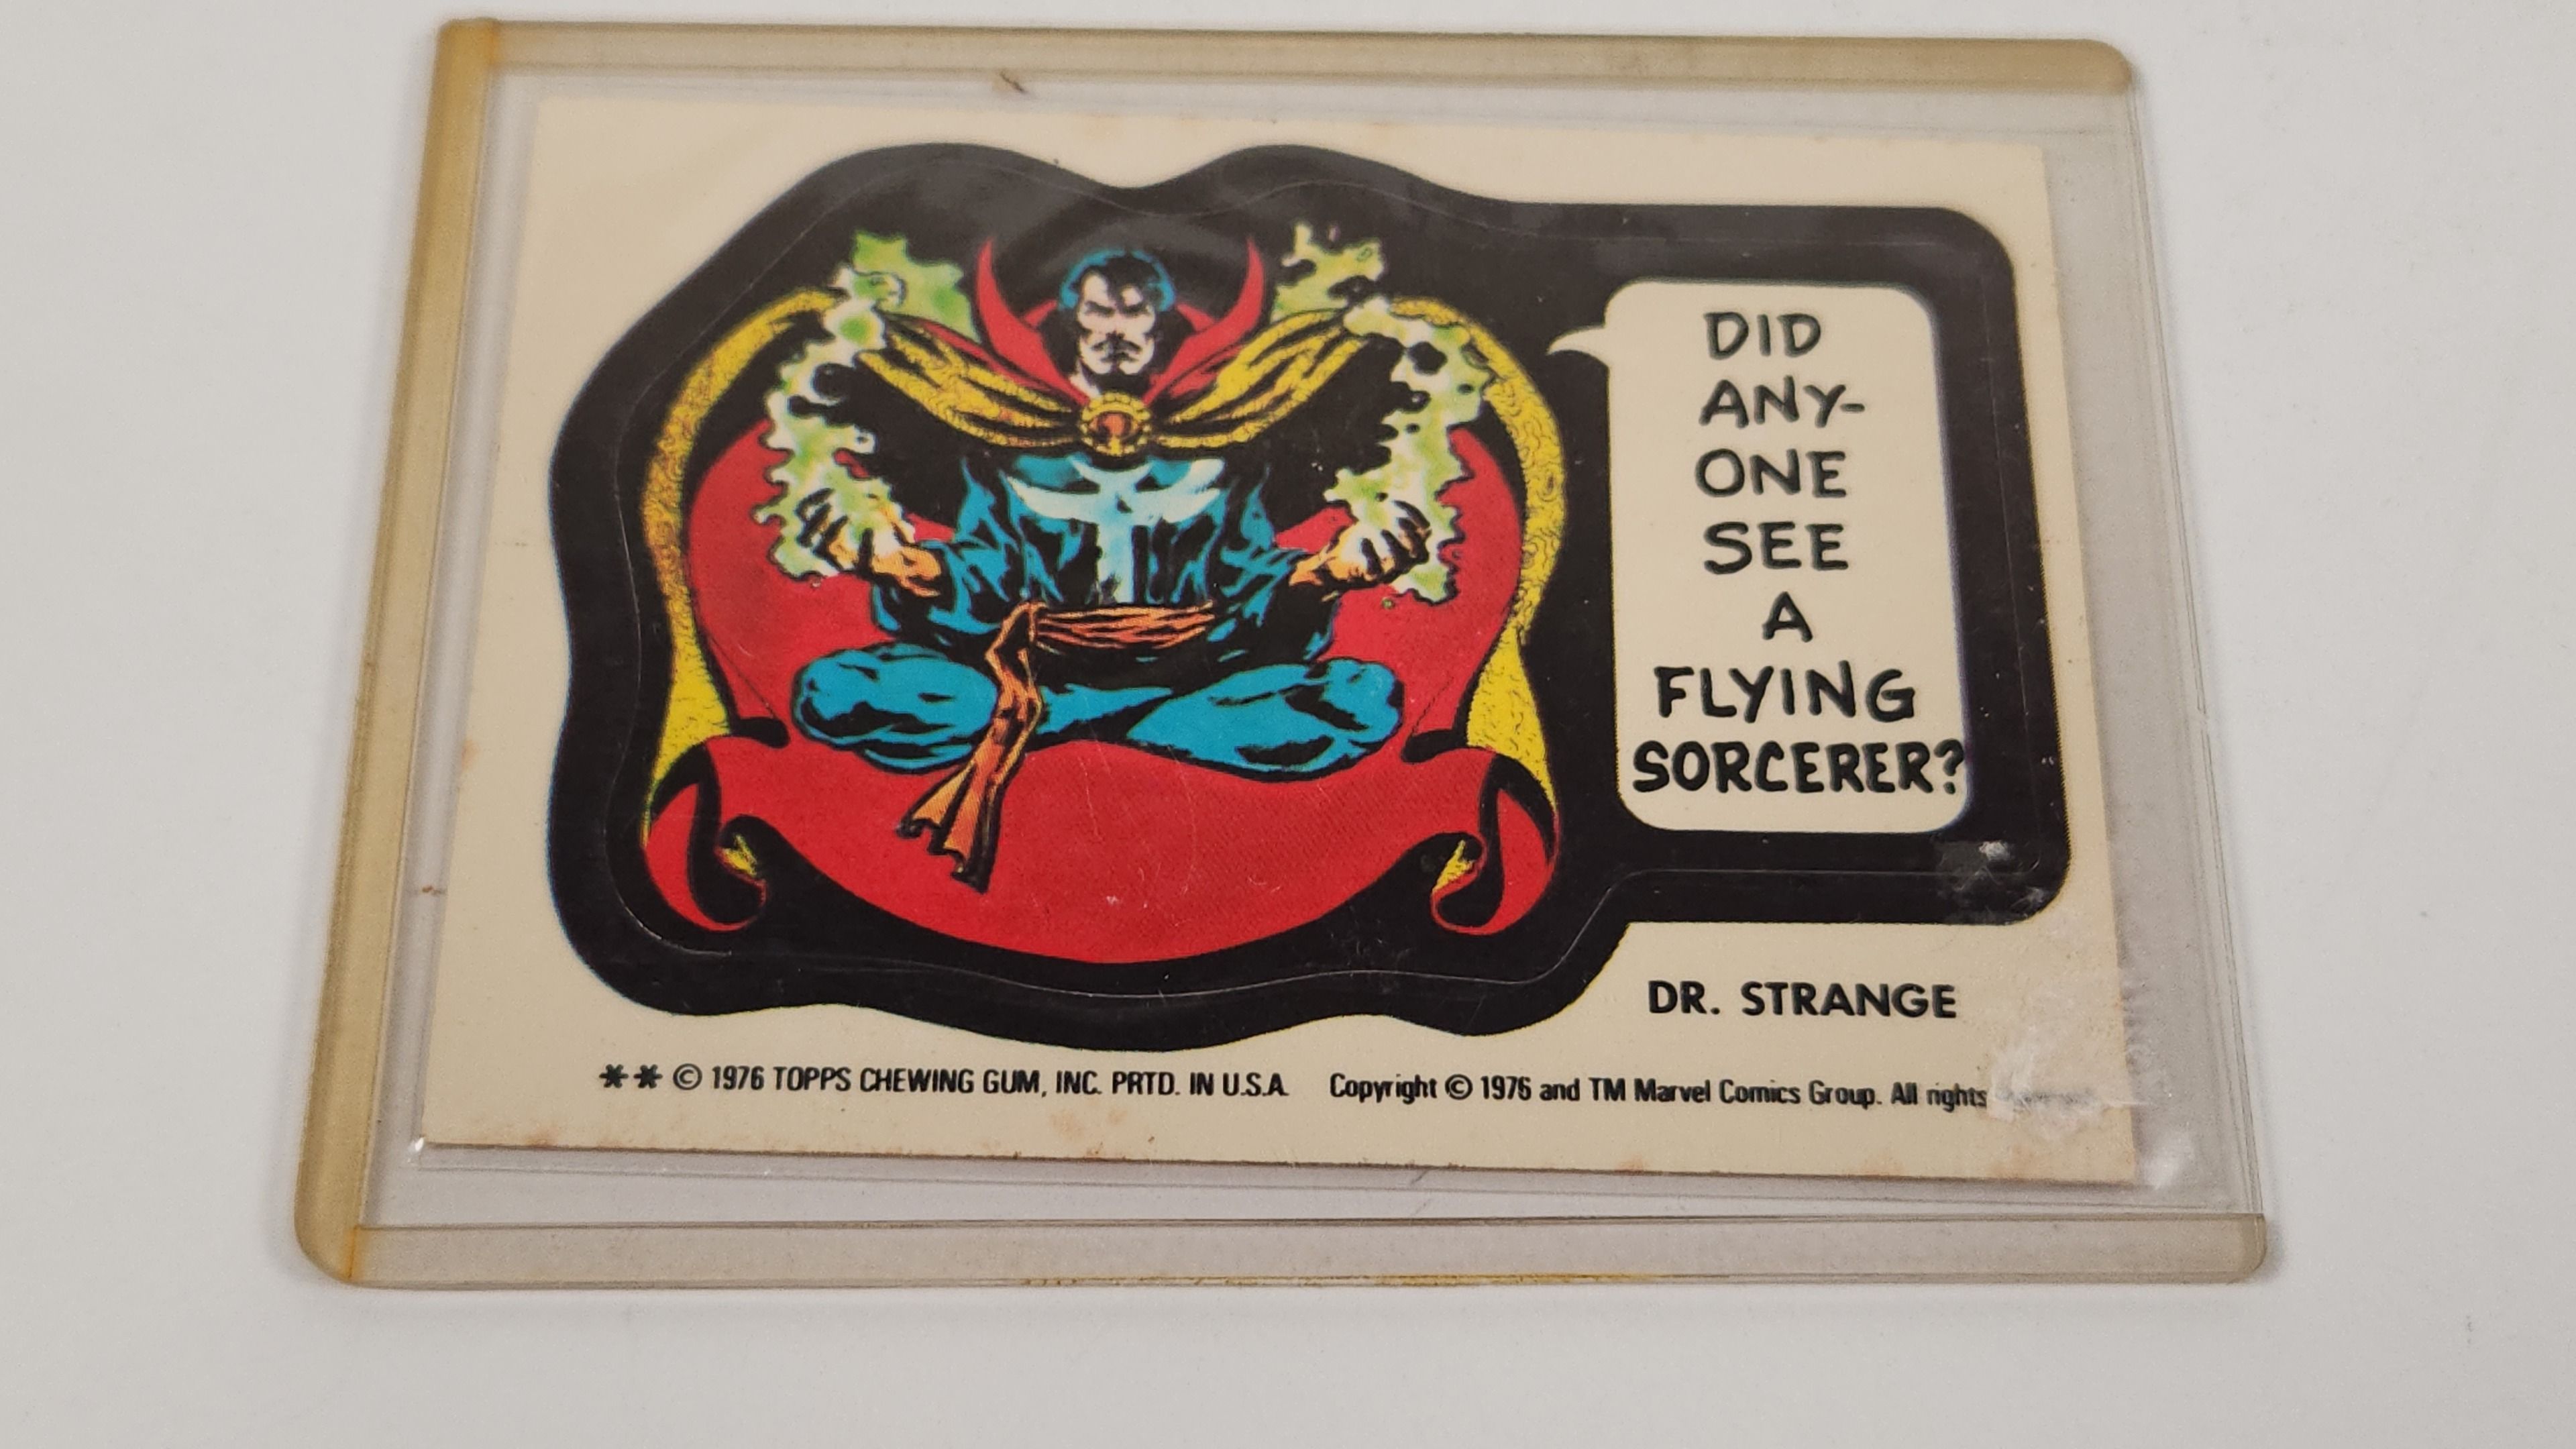 DID
ANY-
ONE
SEE
A
FLYING
SORCERER?
DR. STRANGE
** © 1976 TOPPS CHEWING GUM, INC. PRTD. IN U.S.A. Copyright © 1976 and TM Marvel Comics Group. All rights